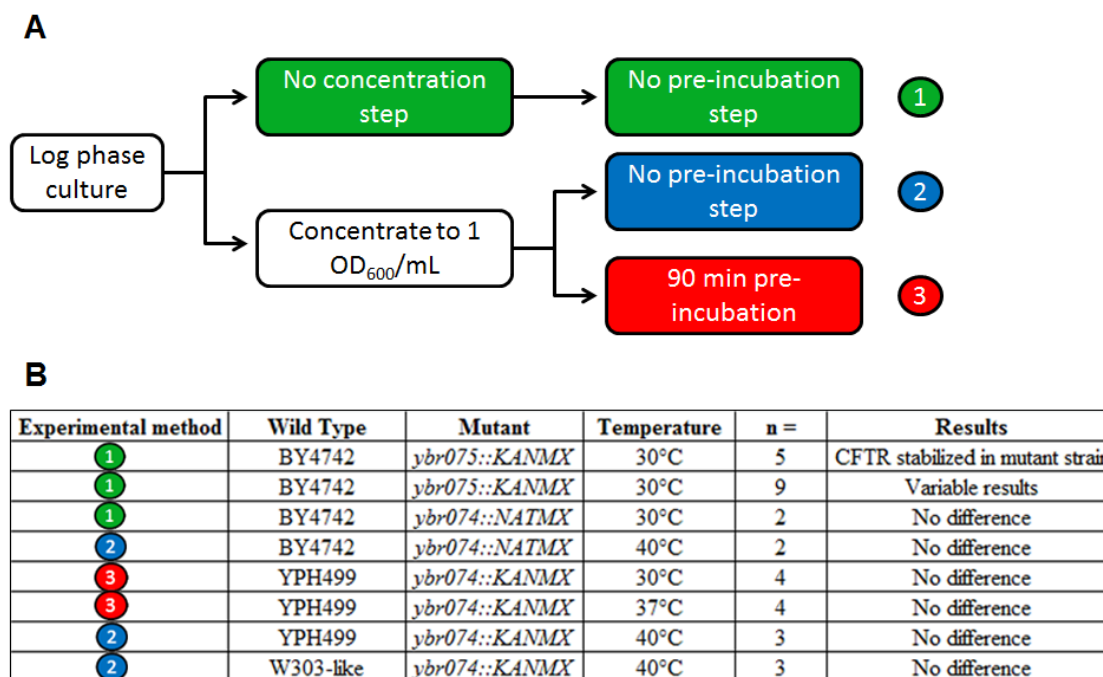 A
No concentration
step
No pre-incubation
step
1
Log phase
culture
No pre-incubation
step
2
Concentrate to 1
OD600/mL
90 min pre-
incubation
3
B
Experimental method Wild Type Mutant Temperature n = Results
1 BY4742 ybr075::KANMX 30°C 5 CFTR stabilized in mutant strain
1 BY4742 ybr075::KANMX 30°C 9 Variable results
1 BY4742 ybr074::NATMX 30°C 2 No difference
2 BY4742 ybr074::NATMX 40°C 2 No difference
3 YPH499 ybr074::KANMX 30°C 4 No difference
3 YPH499 ybr074::KANMX 37°C 4 No difference
2 YPH499 ybr074::KANMX 40°C 3 No difference
2 W303-like ybr074::KANMX 40°C 3 No difference